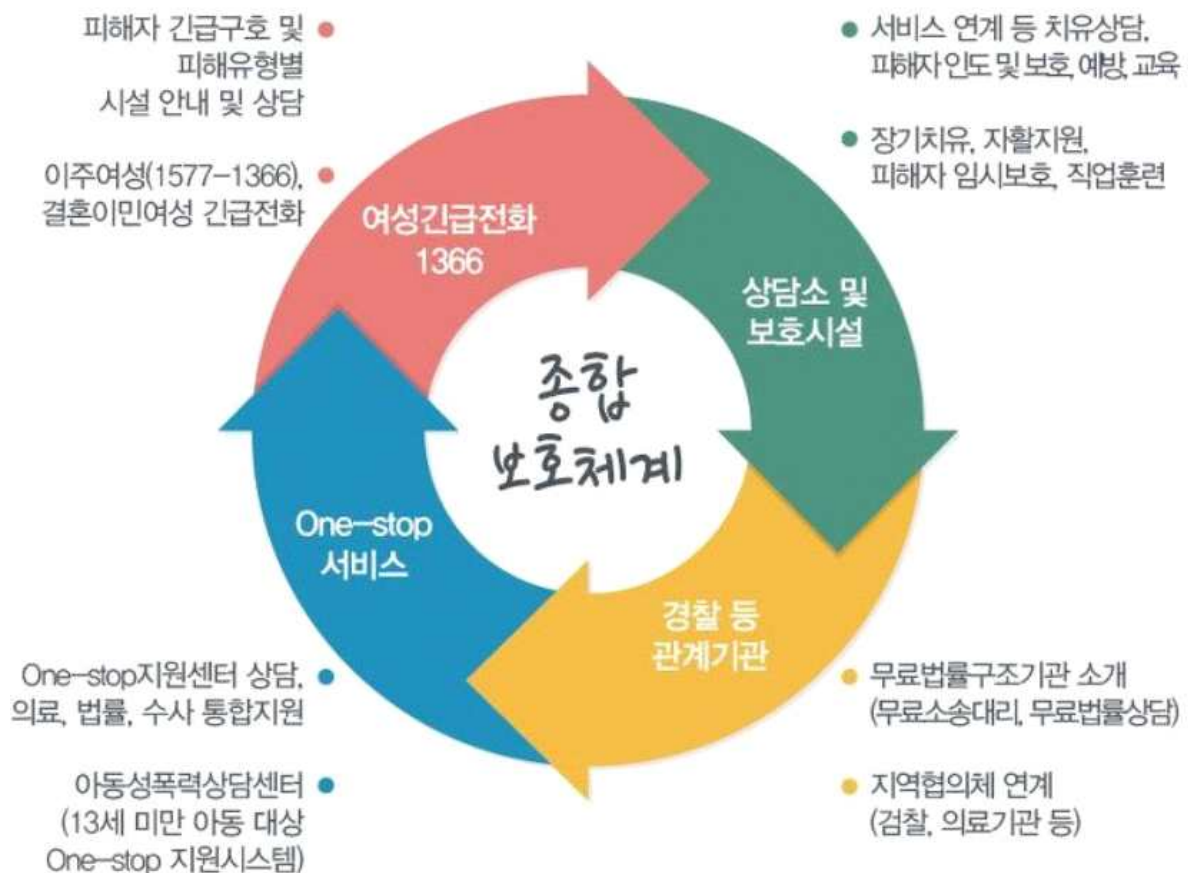 피해자 긴급구호 및
피해유형별
시설 안내 및 상담
이주여성(1577-1366),
결혼이민여성 긴급전화
서비스 연계 등 치유상담,
피해자 인도 및 보호, 예방, 교육
장기치유, 자활지원,
피해자 임시보호, 직업훈련
여성긴급전화
1366
상담소 및
보호시설
종합
보호체계
One-stop
서비스
경찰 등
관계기관
One-stop지원센터 상담,
의료, 법률, 수사 통합지원
아동성폭력상담센터
(13세 미만 아동 대상
One-stop 지원시스템)
무료법률구조기관 소개
(무료소송대리, 무료법률상담)
지역협의체 연계
(검찰, 의료기관 등)